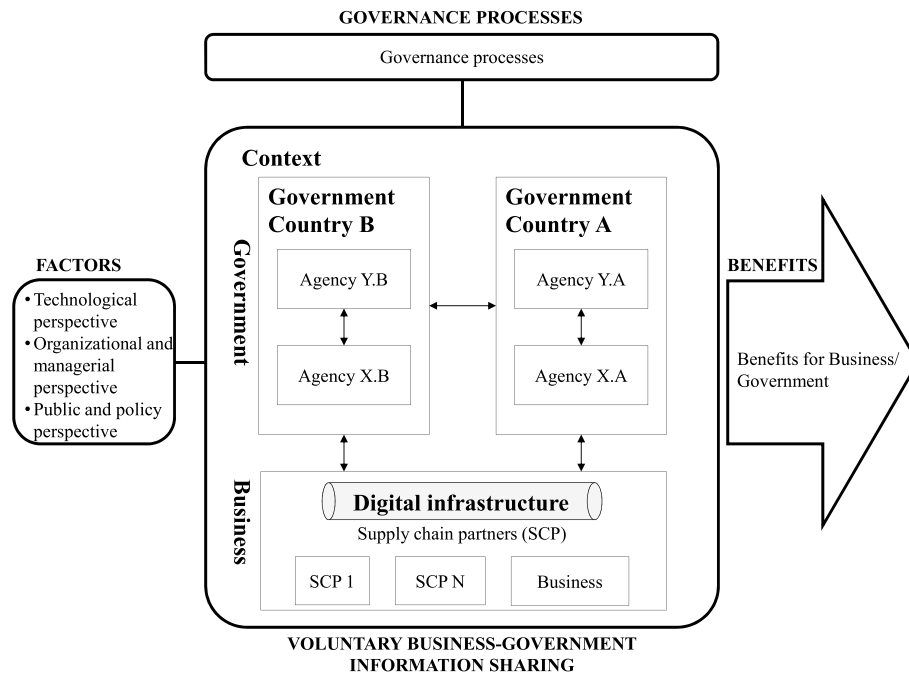 GOVERNANCE PROCESSES
Governance processes
Context
Government
Government
Country B
Agency Y.B
Agency X.B
Government
Country A
Agency Y.A
Agency X.A
FACTORS
• Technological
perspective
• Organizational and
managerial
perspective
• Public and policy
perspective
BENEFITS
Benefits for Business/
Government
Business
Digital infrastructure
Supply chain partners (SCP)
SCP 1
SCP N
Business
VOLUNTARY BUSINESS-GOVERNMENT
INFORMATION SHARING